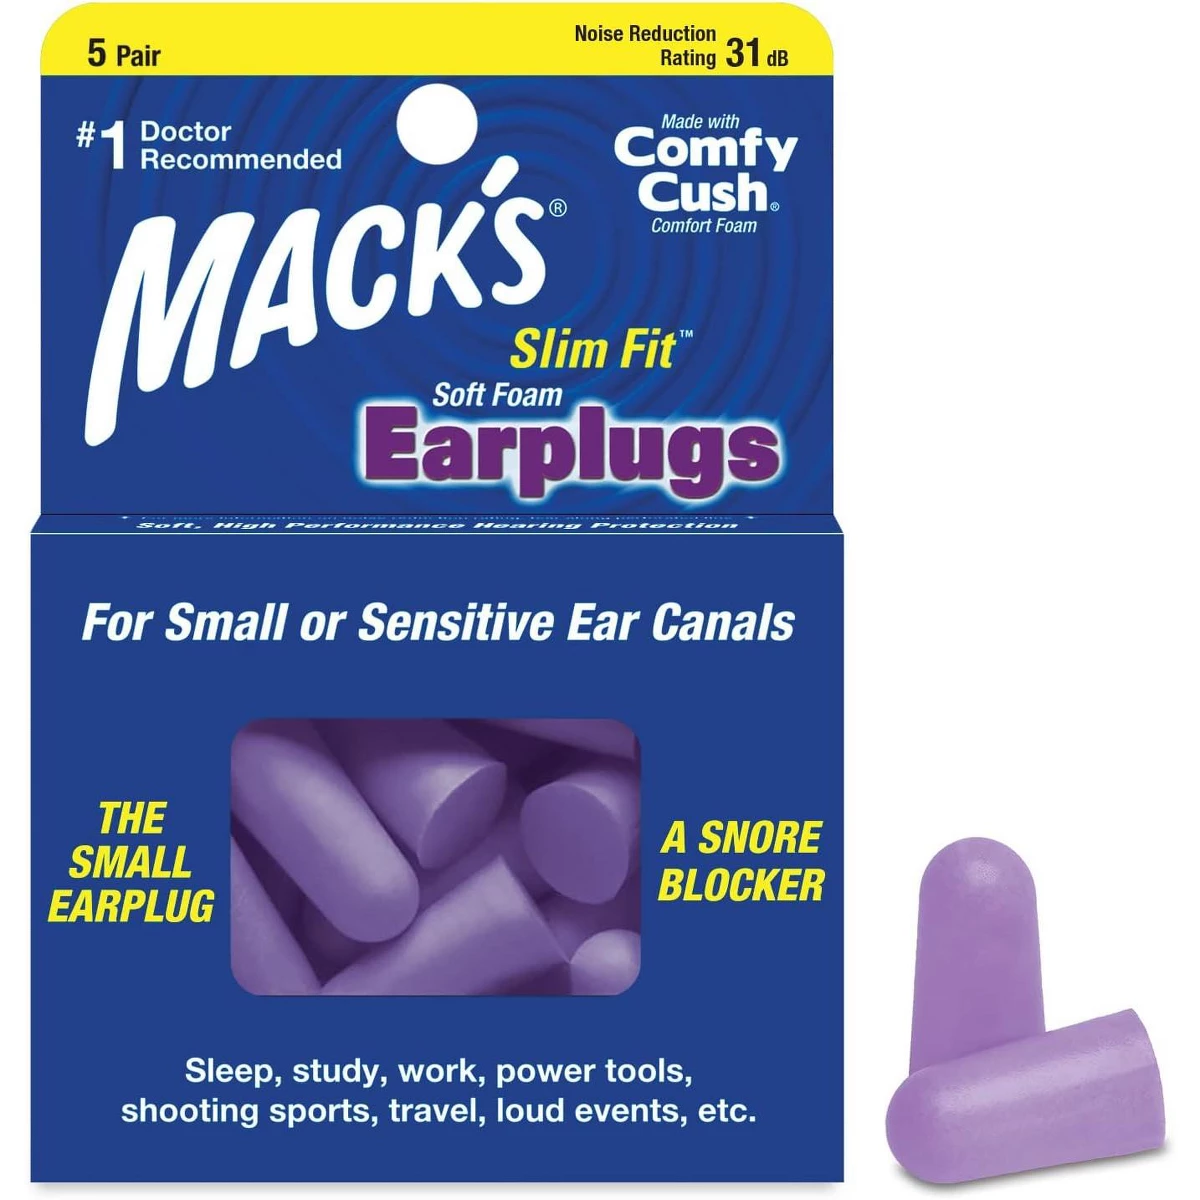 5 Pair
Noise Reduction
Rating 31 dB
#1 Doctor
Recommended
Made with
Comfy
Cush®
Comfort Foam
MACK'S®
Slim Fit™
Soft Foam
Earplugs
Soft, High Performance Hearing Protection
For Small or Sensitive Ear Canals
THE
SMALL
EARPLUG
A SNORE
BLOCKER
Sleep, study, work, power tools,
shooting sports, travel, loud events, etc.